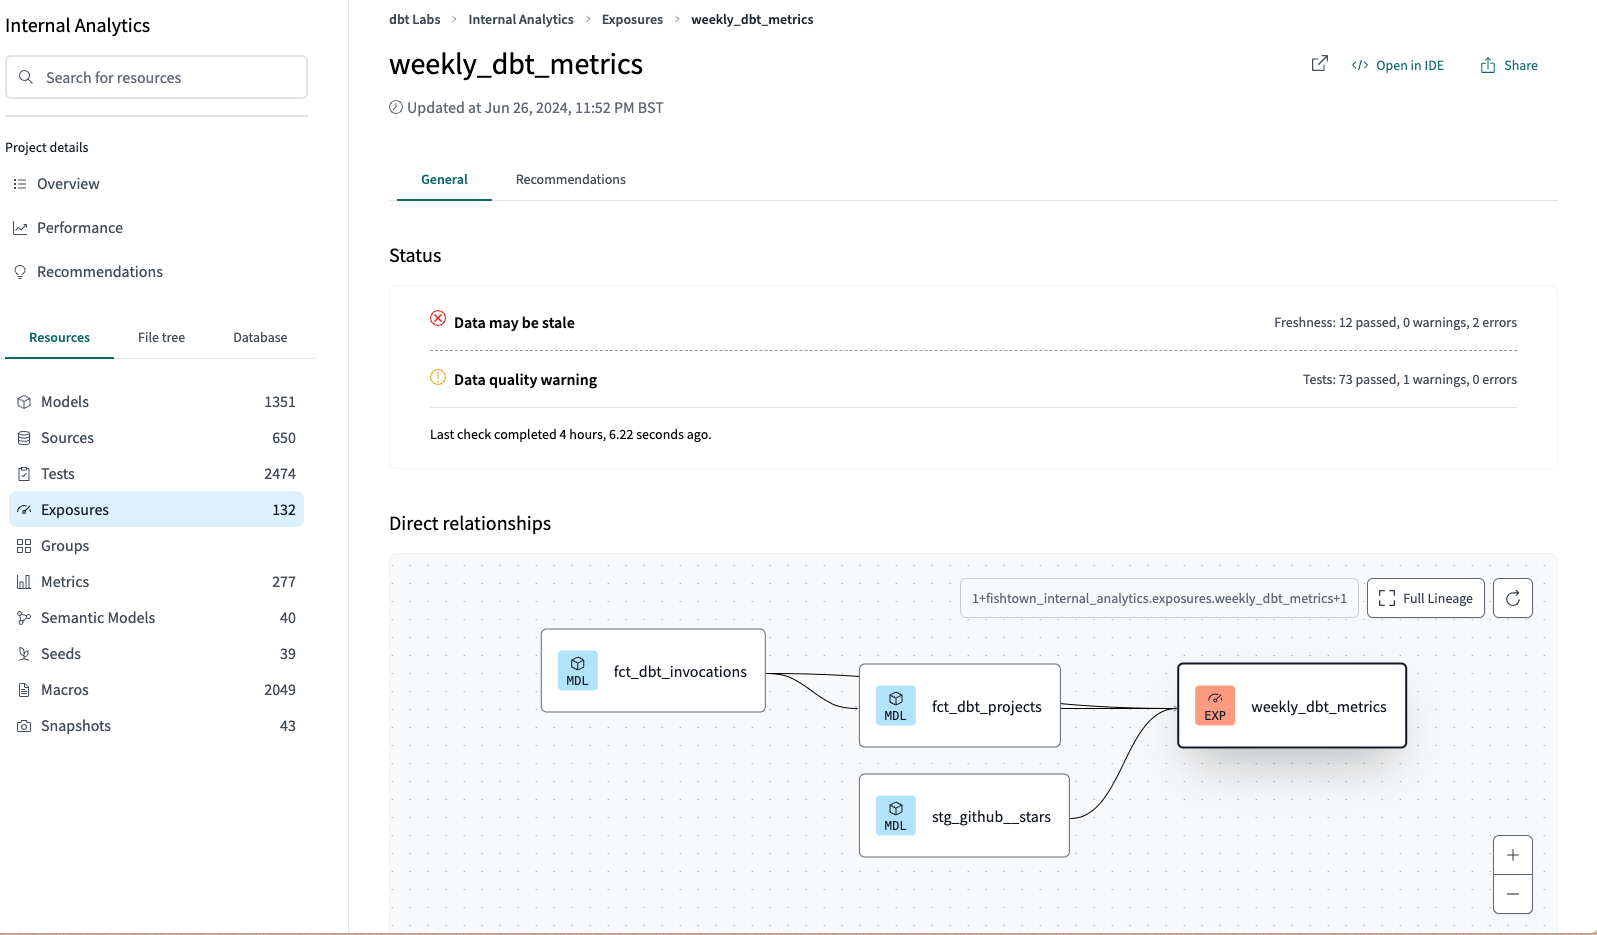 Internal Analytics
Search for resources
Project details
Overview
Performance
Recommendations
Resources File tree Database
Models 1351
Sources 650
Tests 2474
Exposures 132
Groups
Metrics 277
Semantic Models 40
Seeds 39
Macros 2049
Snapshots 43
dbt Labs > Internal Analytics > Exposures > weekly_dbt_metrics
weekly_dbt_metrics
</> Open in IDE Share
Updated at Jun 26, 2024, 11:52 PM BST
General Recommendations
Status
Data may be stale Freshness: 12 passed, 0 warnings, 2 errors
Data quality warning Tests: 73 passed, 1 warnings, 0 errors
Last check completed 4 hours, 6.22 seconds ago.
Direct relationships
1+fishtown_internal_analytics.exposures.weekly_dbt_metrics+1 Full Lineage
MDL fct_dbt_invocations
MDL fct_dbt_projects
EXP weekly_dbt_metrics
MDL stg_github__stars